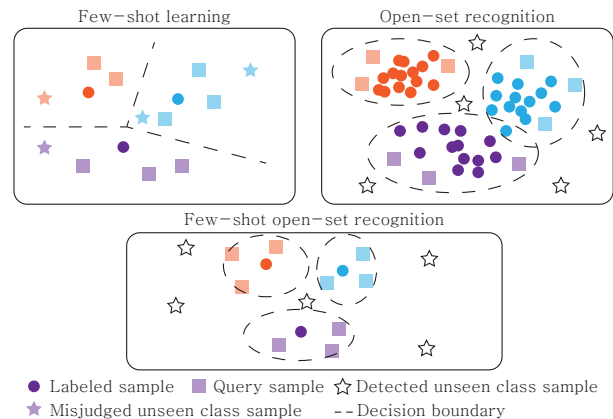 Few-shot learning
Open-set recognition
Few-shot open-set recognition
Labeled sample
Query sample
Detected unseen class sample
Misjudged unseen class sample
Decision boundary